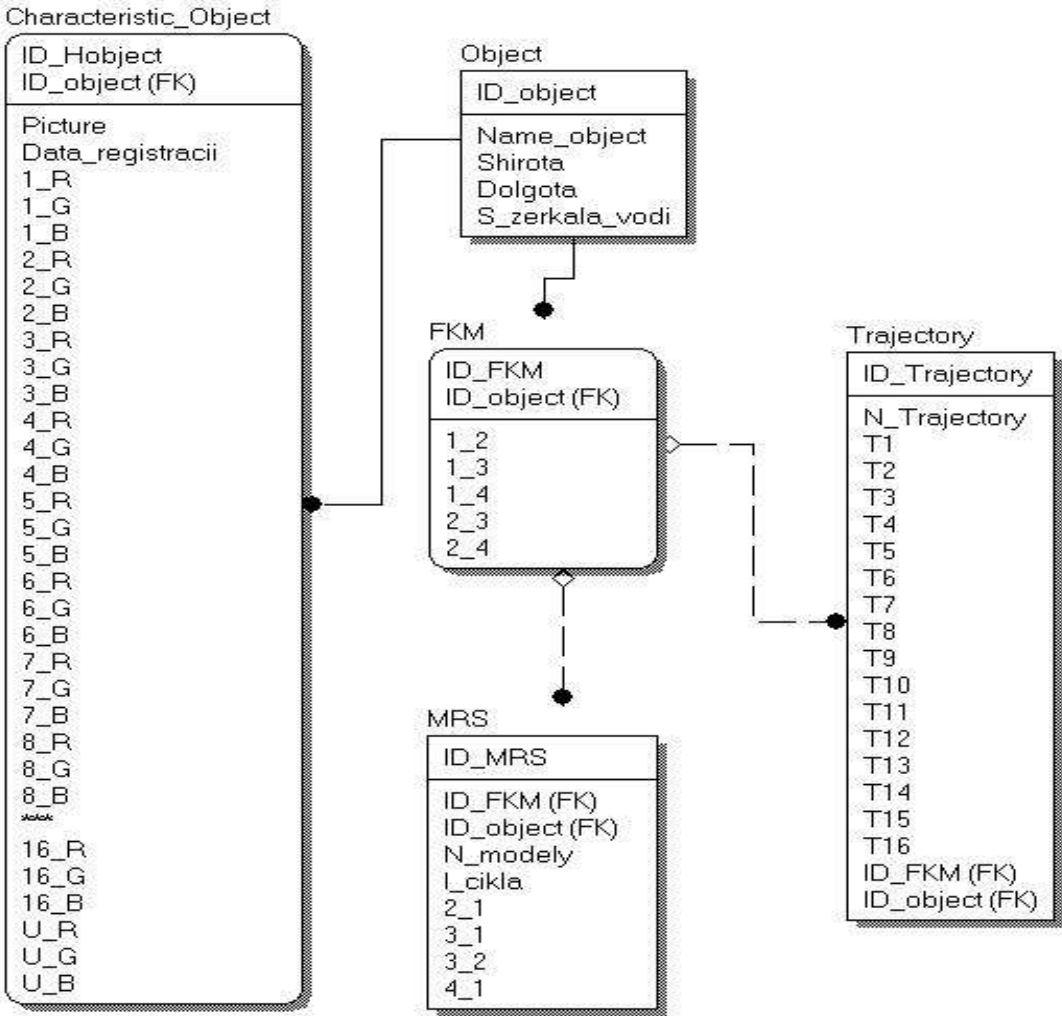 Characteristic_Object
ID_Hobject
ID_object (FK)
Picture
Data_registracii
1_R
1_G
1_B
2_R
2_G
2_B
3_R
3_G
3_B
4_R
4_G
4_B
5_R
5_G
5_B
6_R
6_G
6_B
7_R
7_G
7_B
8_R
8_G
8_B
***
16_R
16_G
16_B
U_R
U_G
U_B
Object
ID_object
Name_object
Shirota
Dolgota
S_zerkala_vodi
FKM
ID_FKM
ID_object (FK)
1_2
1_3
1_4
2_3
2_4
MRS
ID_MRS
ID_FKM (FK)
ID_object (FK)
N_modely
I_cikla
2_1
3_1
3_2
4_1
Trajectory
ID_Trajectory
N_Trajectory
T1
T2
T3
T4
T5
T6
T7
T8
T9
T10
T11
T12
T13
T14
T15
T16
ID_FKM (FK)
ID_object (FK)